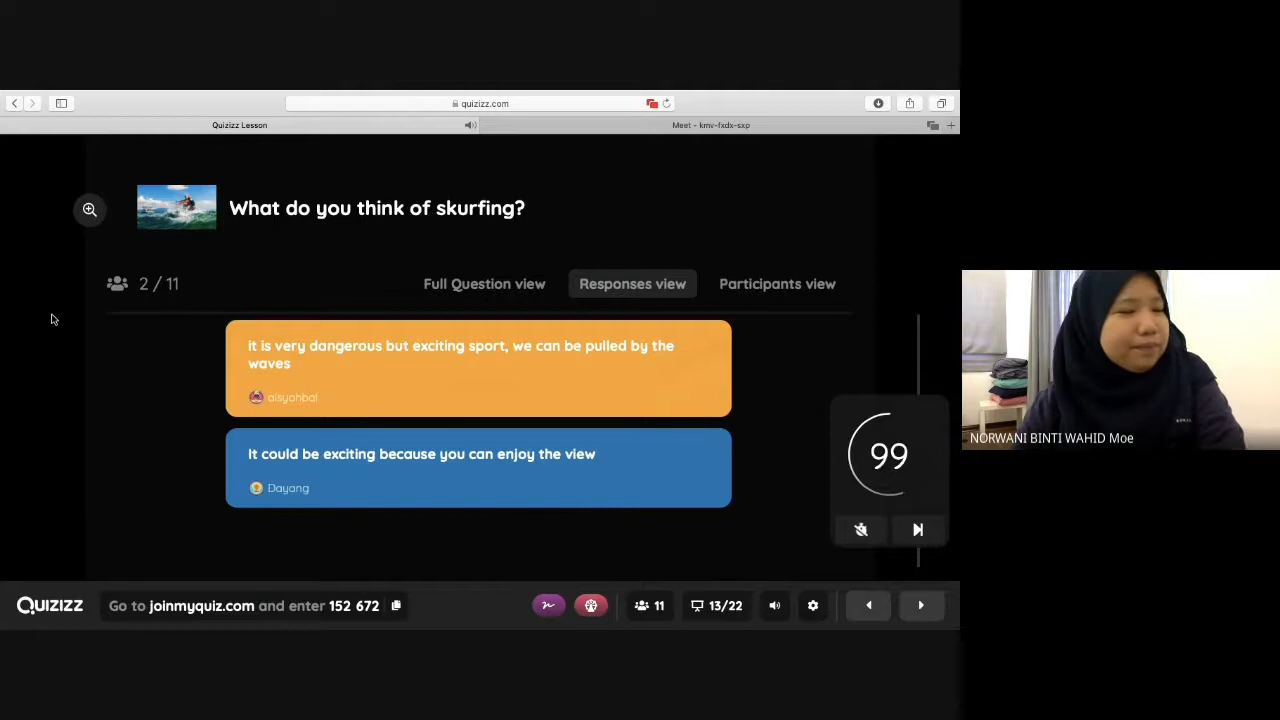 quizizz.com
Quizizz Lesson
Meet - kmv-fxdx-sxp
What do you think of skurfing?
2 / 11
Full Question view
Responses view
Participants view
it is very dangerous but exciting sport, we can be pulled by the
waves
aisyohbal
It could be exciting because you can enjoy the view
Dayang
99
NORWANI BINTI WAHID Moe
QUIZIZZ
Go to joinmyquiz.com and enter 152 672
11
13/22